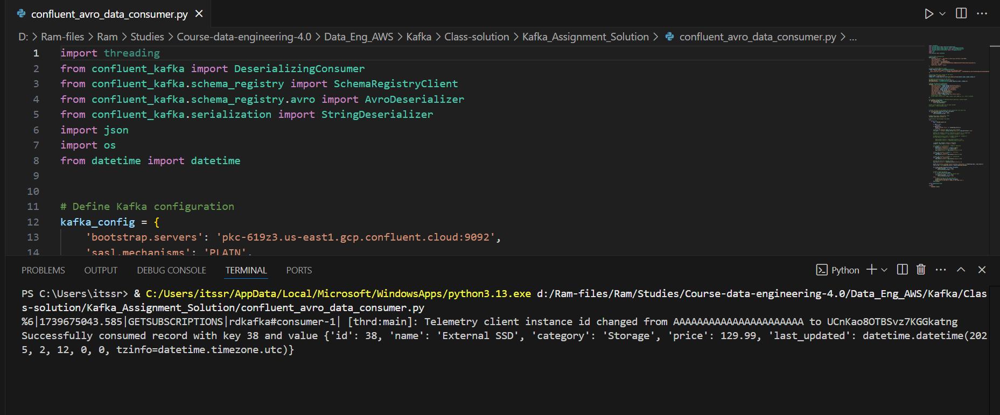 confluent_avro_data_consumer.py
D: > Ram-files > Ram > Studies > Course-data-engineering-4.0 > Data_Eng_AWS > Kafka > Class-solution > Kafka_Assignment_Solution > confluent_avro_data_consumer.py > ...
1 import threading
2 from confluent_kafka import DeserializingConsumer
3 from confluent_kafka.schema_registry import SchemaRegistryClient
4 from confluent_kafka.schema_registry.avro import AvroDeserializer
5 from confluent_kafka.serialization import StringDeserializer
6 import json
7 import os
8 from datetime import datetime
9
10
11 # Define Kafka configuration
12 kafka_config = {
13 'bootstrap.servers': 'pkc-619z3.us-east1.gcp.confluent.cloud:9092',
14 'sasl.mechanisms': 'PLAIN',
PROBLEMS OUTPUT DEBUG CONSOLE TERMINAL PORTS Python
PS C:\Users\itssr> & C:/Users/itssr/AppData/Local/Microsoft/WindowsApps/python3.13.exe d:/Ram-files/Ram/Studies/Course-data-engineering-4.0/Data_Eng_AWS/Kafka/Clas
s-solution/Kafka_Assignment_Solution/confluent_avro_data_consumer.py
%6|1739675043.585|GETSUBSCRIPTIONS|rdkafka#consumer-1| [thrd:main]: Telemetry client instance id changed from AAAAAAAAAAAAAAAAAAAAAA to UCnKao8OTBSvz7KGGkatng
Successfully consumed record with key 38 and value {'id': 38, 'name': 'External SSD', 'category': 'Storage', 'price': 129.99, 'last_updated': datetime.datetime(202
5, 2, 12, 0, 0, tzinfo=datetime.timezone.utc)}